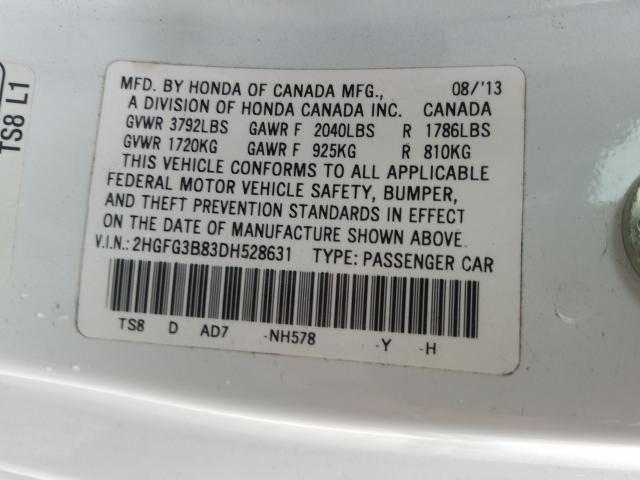 TS8 L1
MFD. BY HONDA OF CANADA MFG., 08/'13
A DIVISION OF HONDA CANADA INC. CANADA
GVWR 3792LBS GAWR F 2040LBS R 1786LBS
GVWR 1720KG GAWR F 925KG R 810KG
THIS VEHICLE CONFORMS TO ALL APPLICABLE
FEDERAL MOTOR VEHICLE SAFETY, BUMPER,
AND THEFT PREVENTION STANDARDS IN EFFECT
ON THE DATE OF MANUFACTURE SHOWN ABOVE.
V.I.N.: 2HGFG3B83DH528631 TYPE: PASSENGER CAR
TS8 D AD7 -NH578 -Y -H